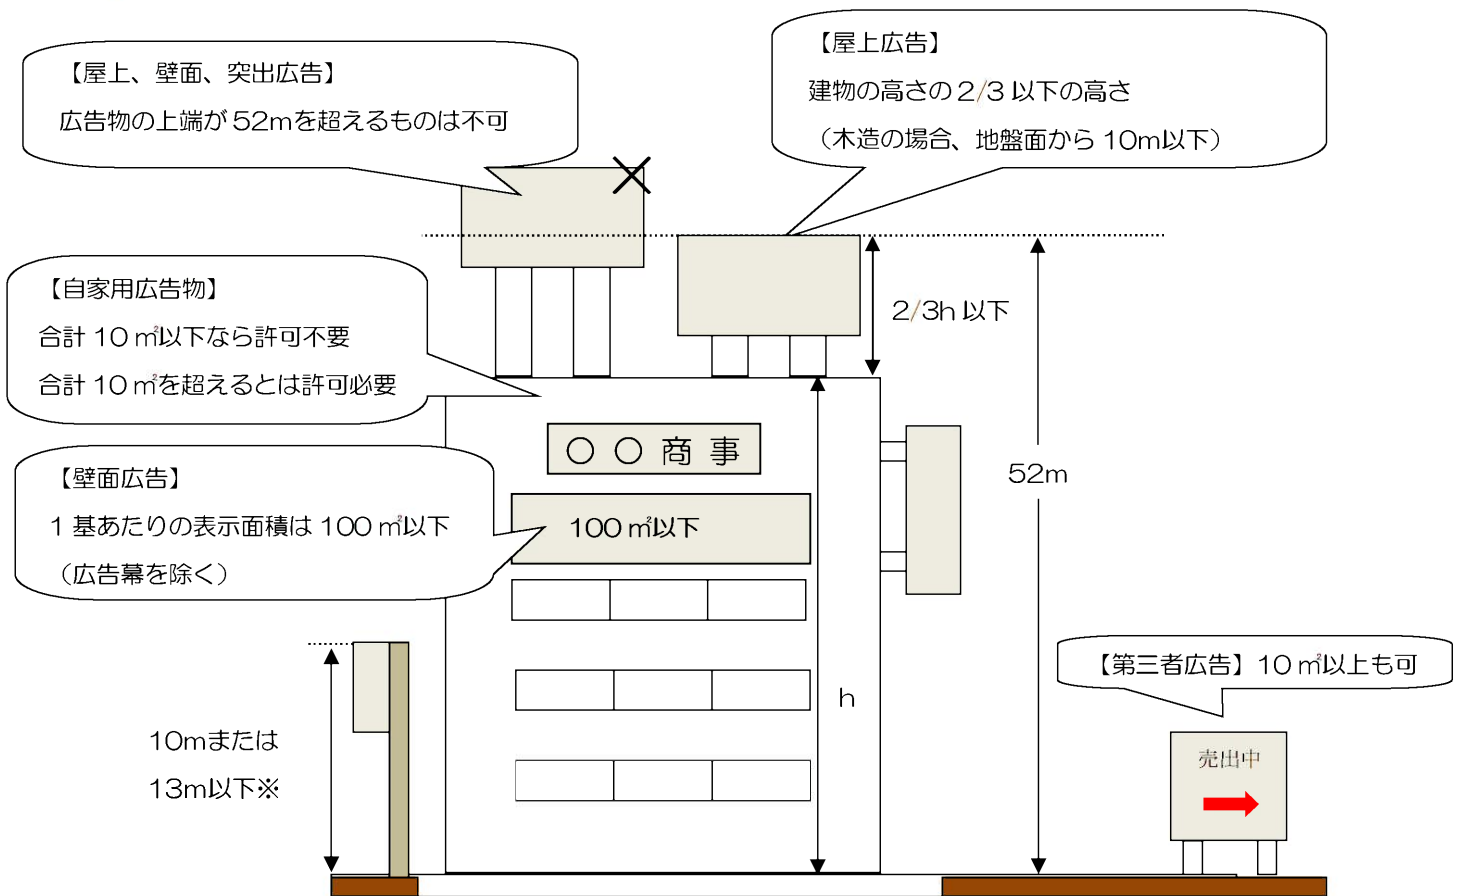 【屋上、壁面、突出広告】
広告物の上端が52mを超えるものは不可
【屋上広告】
建物の高さの2/3以下の高さ
（木造の場合、地盤面から10m以下）
【自家用広告物】
合計10㎡以下なら許可不要
合計10㎡を超えるとは許可必要
2/3h以下
○○商事
【壁面広告】
1基あたりの表示面積は100㎡以下
（広告幕を除く）
100㎡以下
52m
h
【第三者広告】10㎡以上も可
10mまたは
13m以下※
売出中